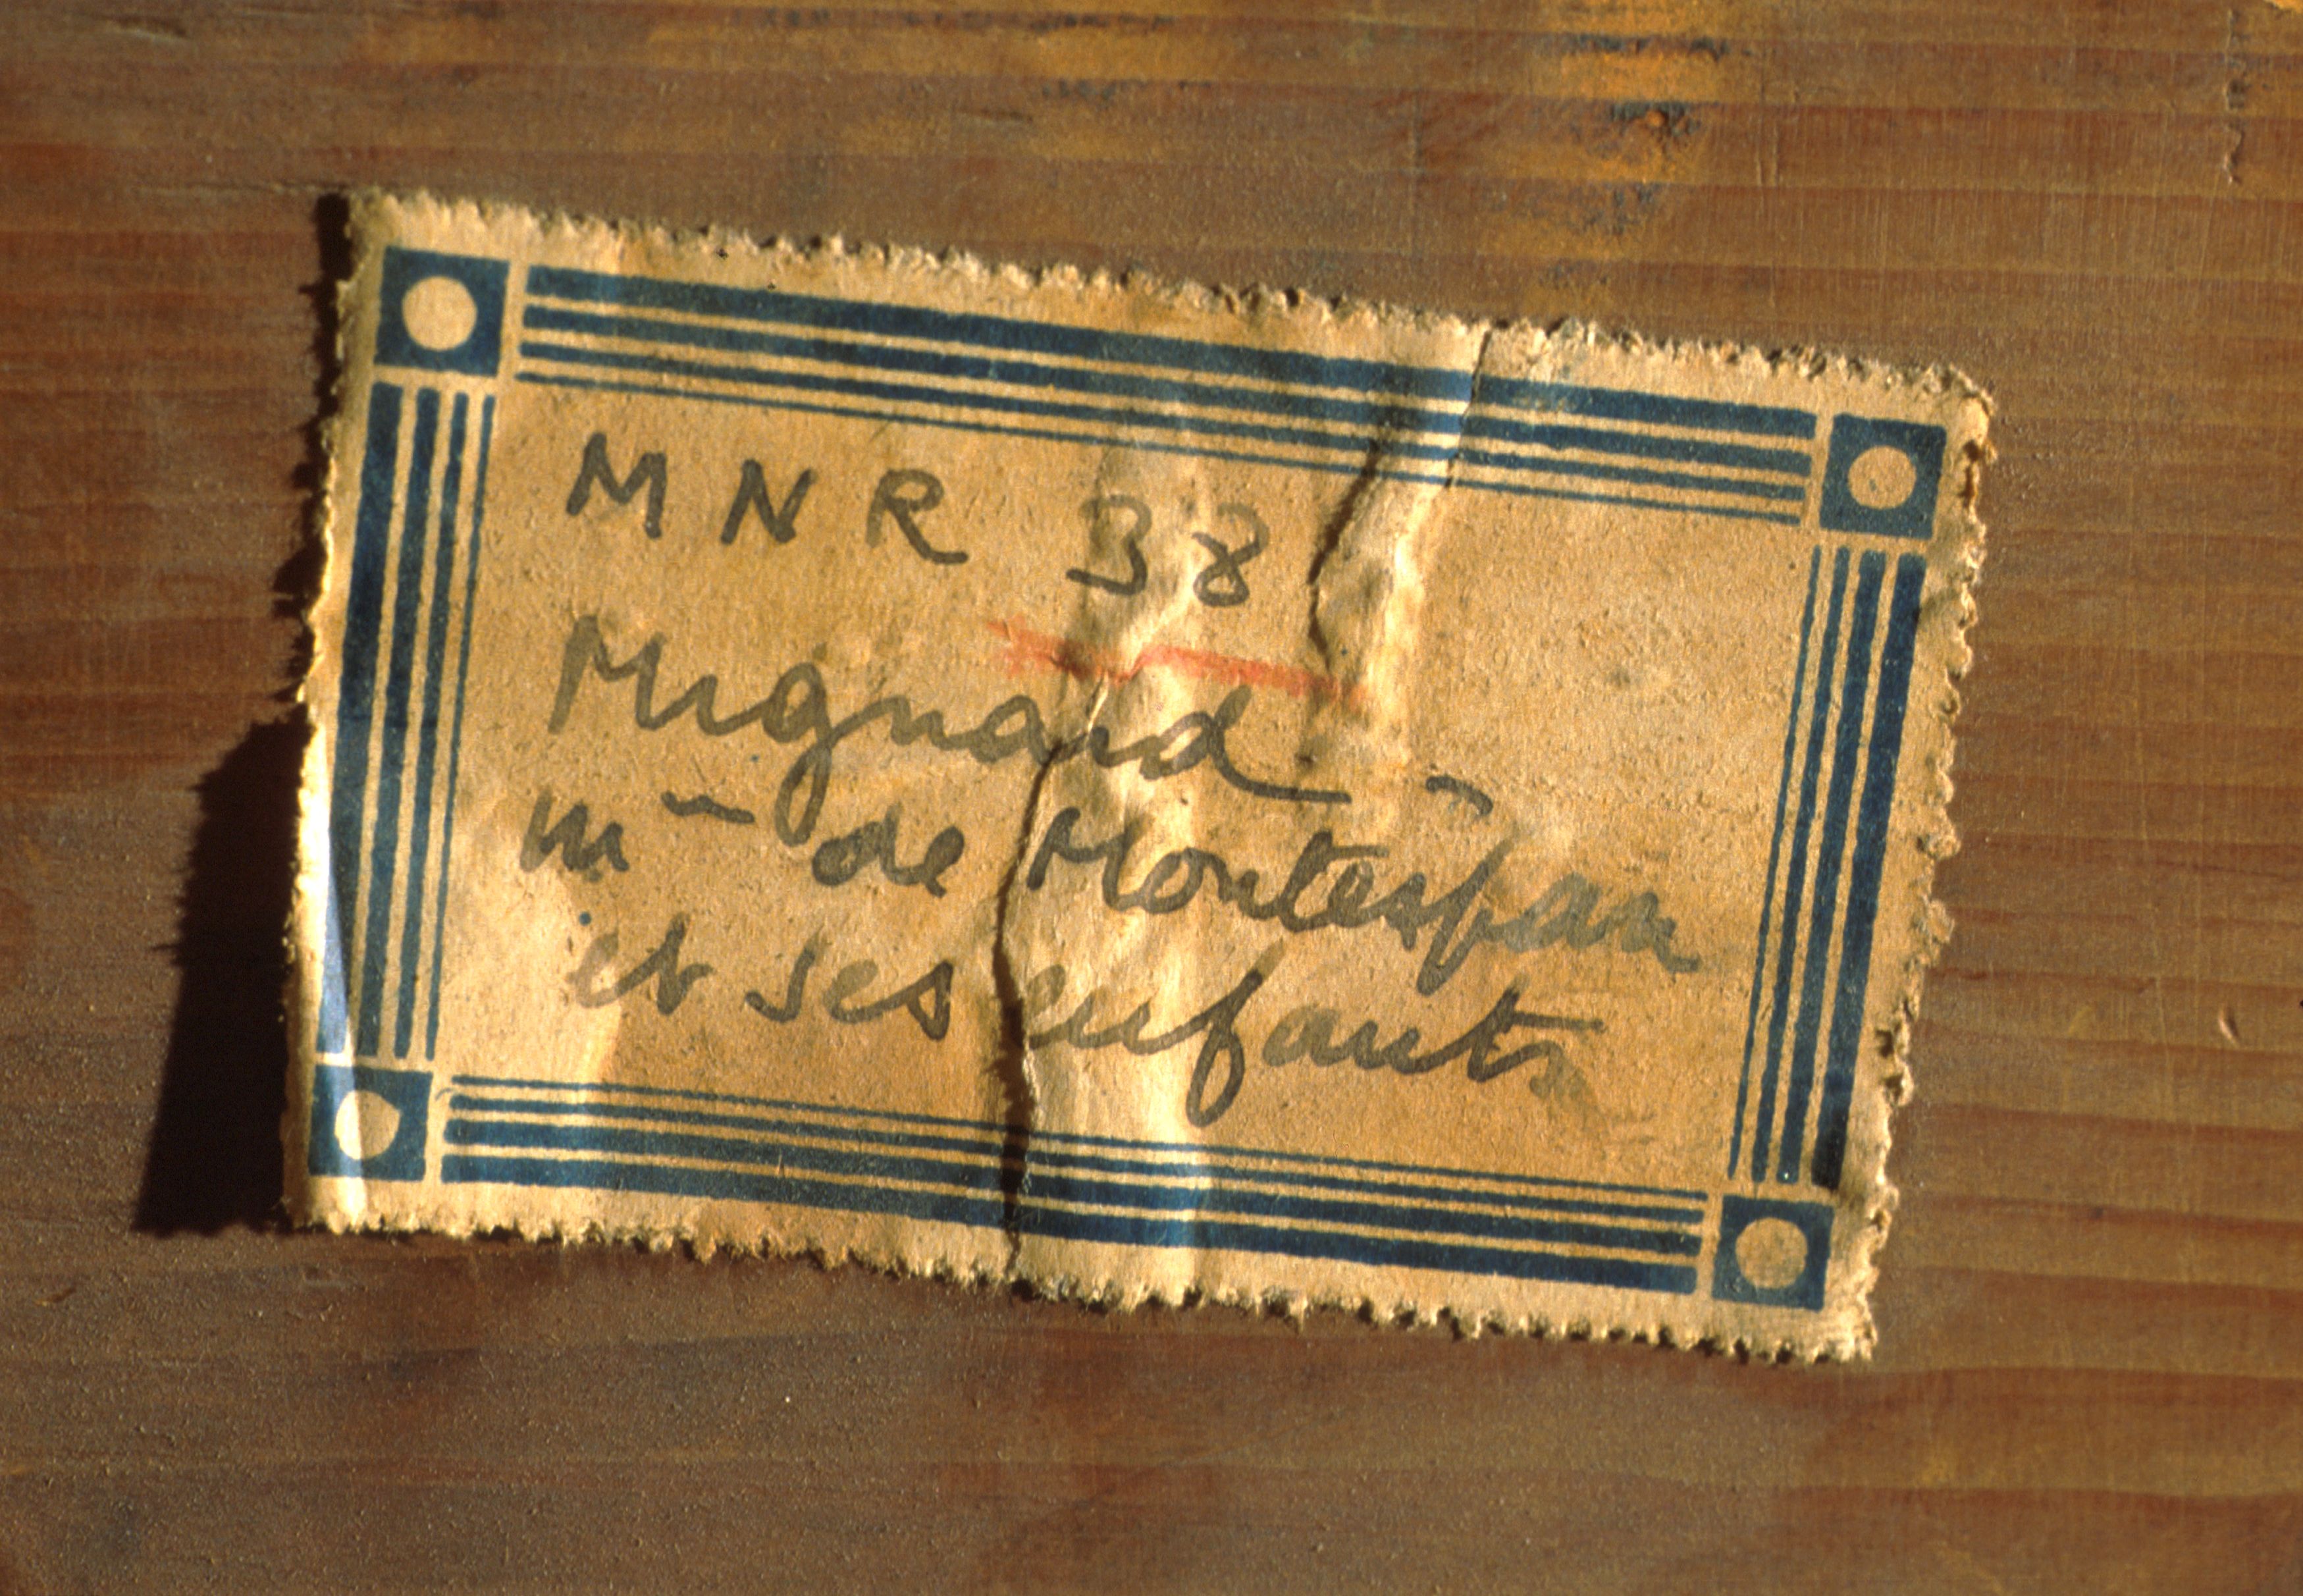 MNR 38
Mignard
Mme de Montespan
et ses enfants